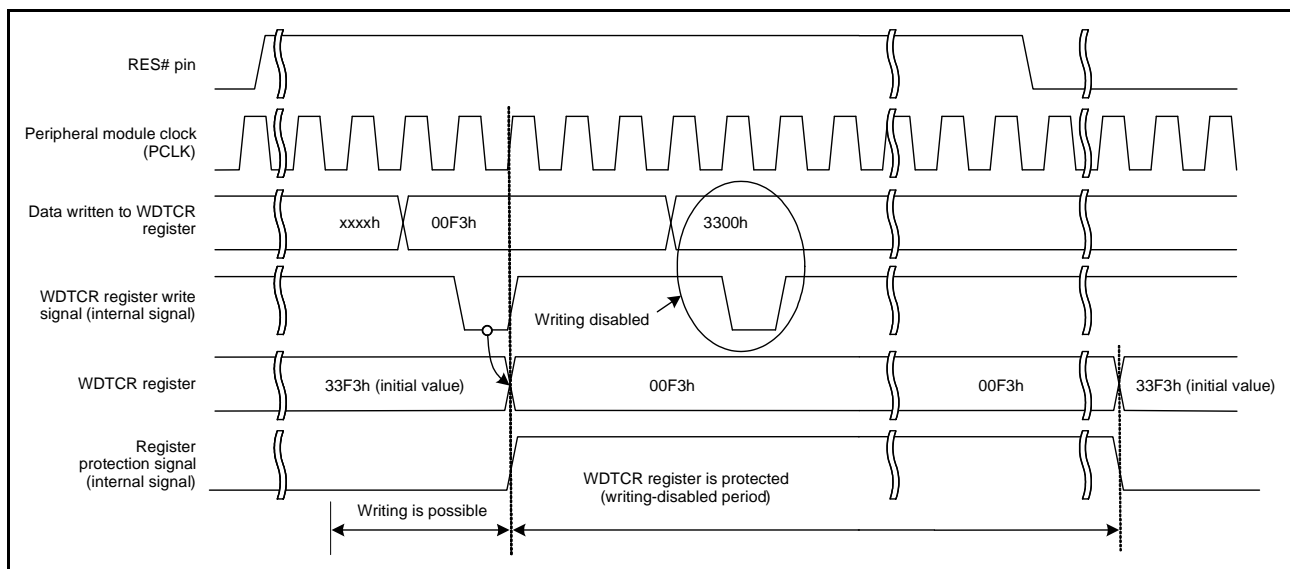 RES# pin
Peripheral module clock
(PCLK)
Data written to WDTCR
register
xxxxh
00F3h
3300h
WDTCR register write
signal (internal signal)
Writing disabled
WDTCR register
33F3h (initial value)
00F3h
00F3h
33F3h (initial value)
Register
protection signal
(internal signal)
WDTCR register is protected
(writing-disabled period)
Writing is possible